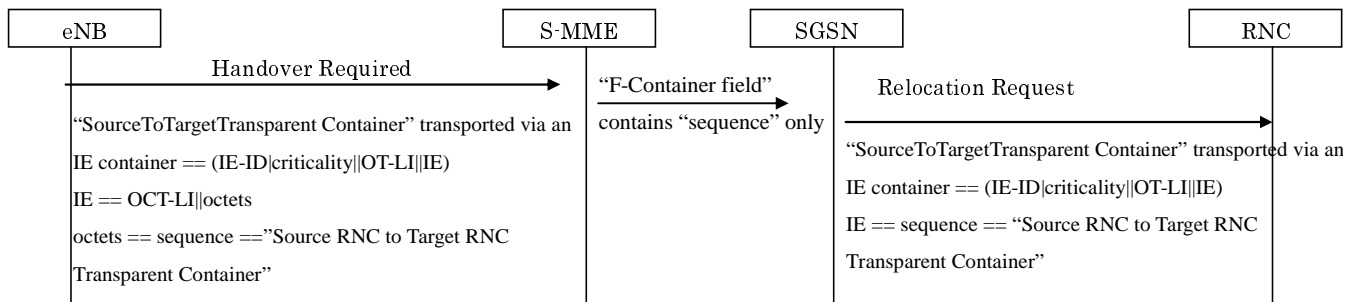 eNB
S-MME
SGSN
RNC
Handover Required
“F-Container field”
contains “sequence” only
Relocation Request
“SourceToTargetTransparent Container” transported via an
IE container == (IE-ID|criticality||OT-LI||IE)
IE == OCT-LI||octets
octets == sequence ==”Source RNC to Target RNC
Transparent Container”
“SourceToTargetTransparent Container” transported via an
IE container == (IE-ID|criticality||OT-LI||IE)
IE == sequence == “Source RNC to Target RNC
Transparent Container”